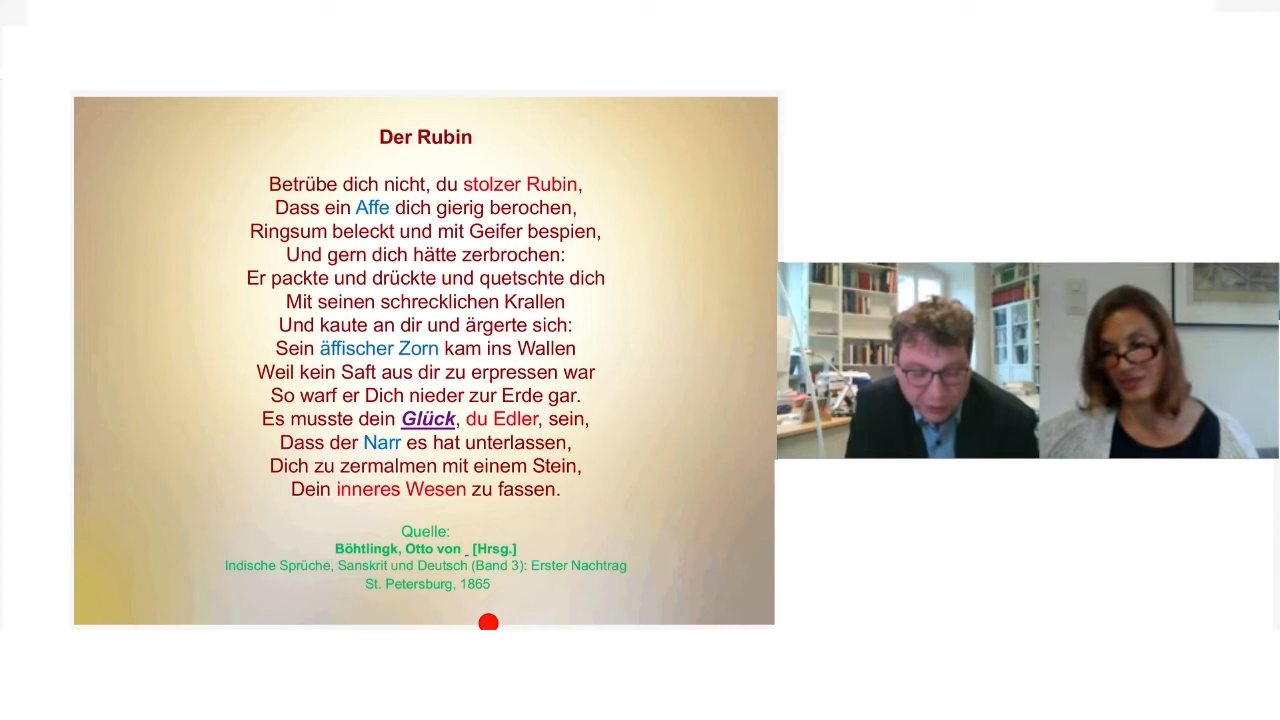 Der Rubin
Betrübe dich nicht, du stolzer Rubin,
Dass ein Affe dich gierig berochen,
Ringsum beleckt und mit Geifer bespien,
Und gern dich hätte zerbrochen:
Er packte und drückte und quetschte dich
Mit seinen schrecklichen Krallen
Und kaute an dir und ärgerte sich:
Sein äffischer Zorn kam ins Wallen
Weil kein Saft aus dir zu erpressen war
So warf er Dich nieder zur Erde gar.
Es musste dein Glück, du Edler, sein,
Dass der Narr es hat unterlassen,
Dich zu zermalmen mit einem Stein,
Dein inneres Wesen zu fassen.
Quelle:
Böhtlingk, Otto von _ [Hrsg.]
Indische Sprüche, Sanskrit und Deutsch (Band 3): Erster Nachtrag
St. Petersburg, 1865